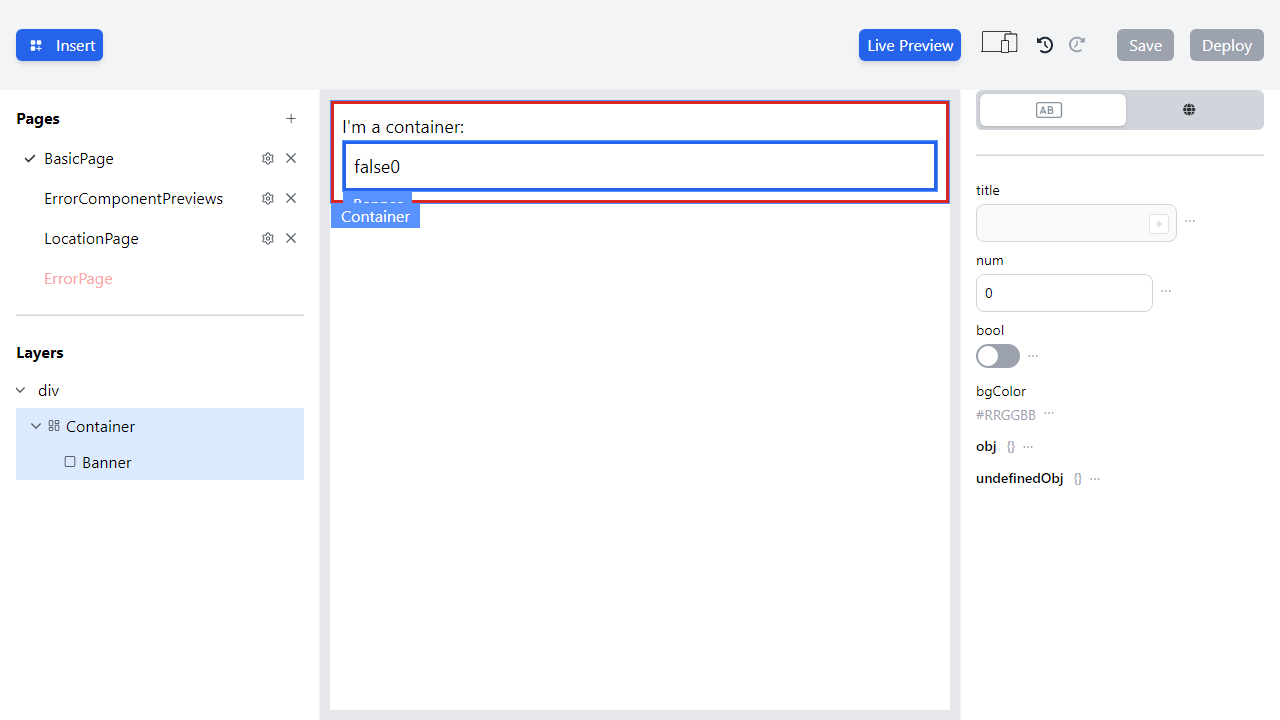 Insert
Live Preview
Save
Deploy
Pages
BasicPage
ErrorComponentPreviews
LocationPage
ErrorPage
Layers
div
Container
Banner
I'm a container:
false0
Banner
Container
AB
title
num
0
bool
bgColor
#RRGGBB
obj {}
undefinedObj {}